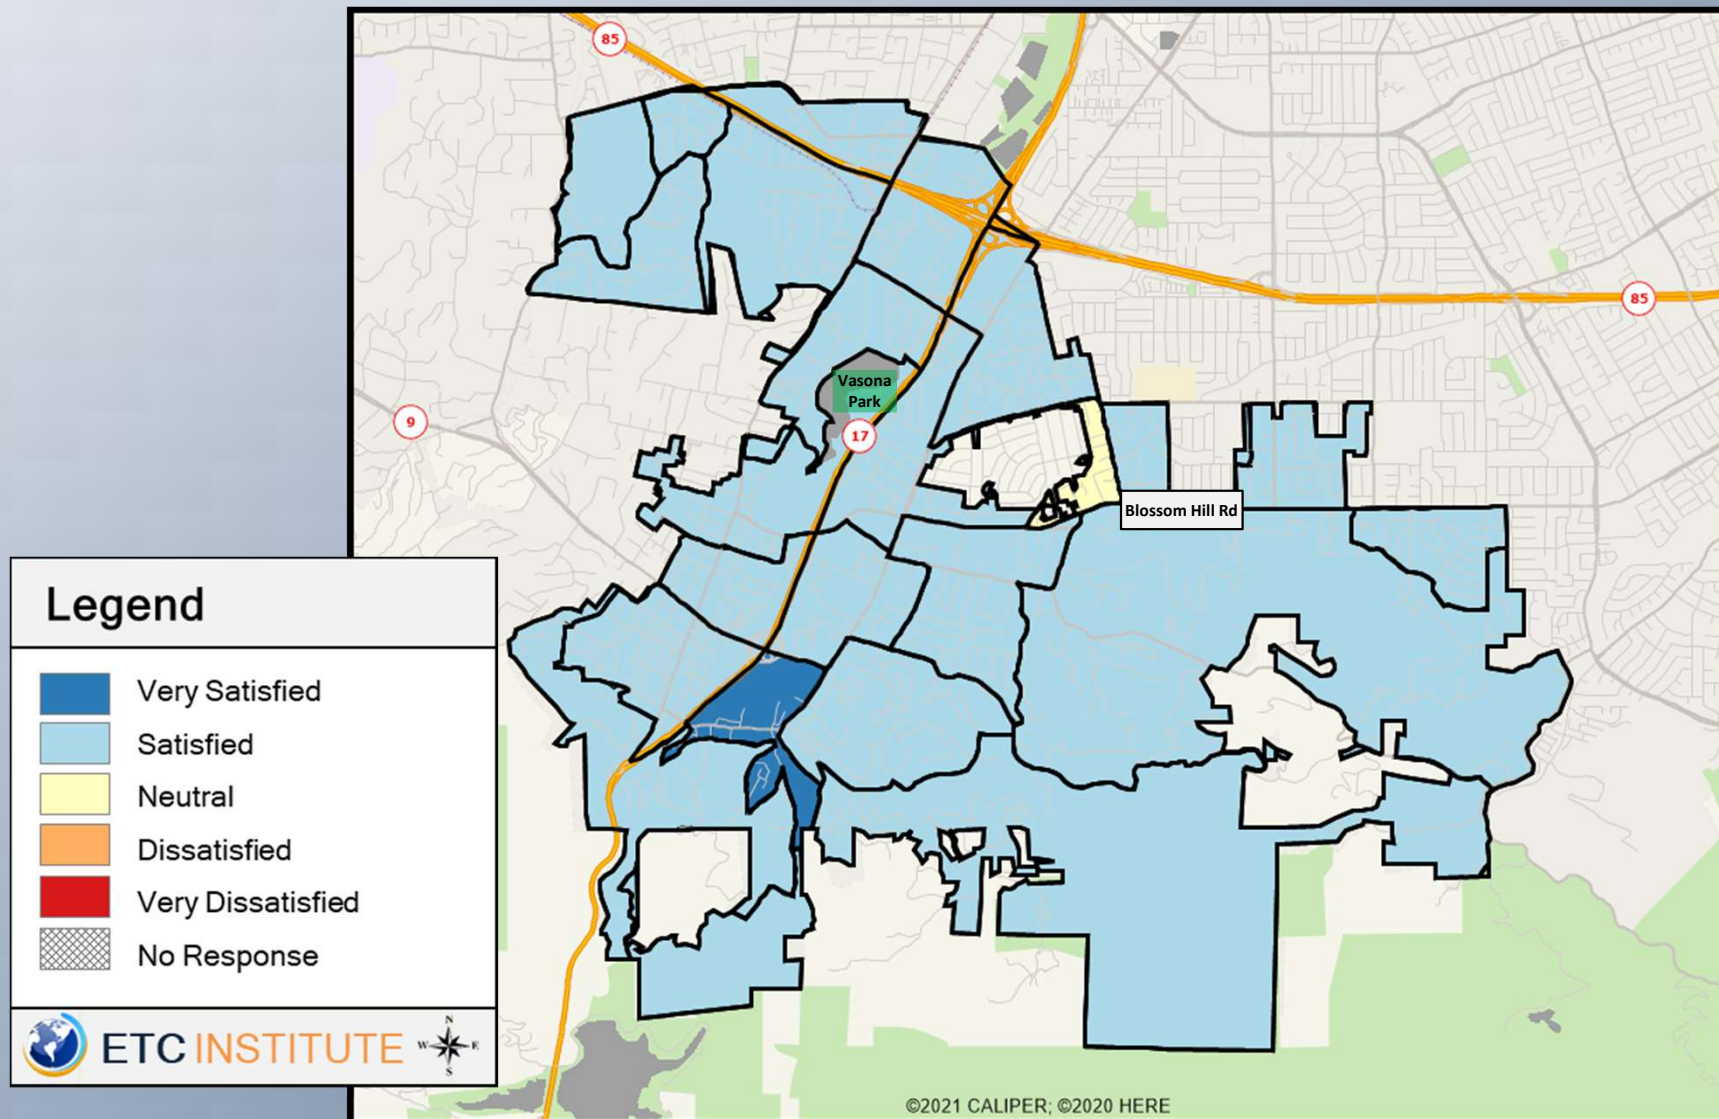 85
85
9
Vasona
Park
17
Blossom Hill Rd
Legend
Very Satisfied
Satisfied
Neutral
Dissatisfied
Very Dissatisfied
No Response
ETC INSTITUTE
N
W E
S
©2021 CALIPER; ©2020 HERE